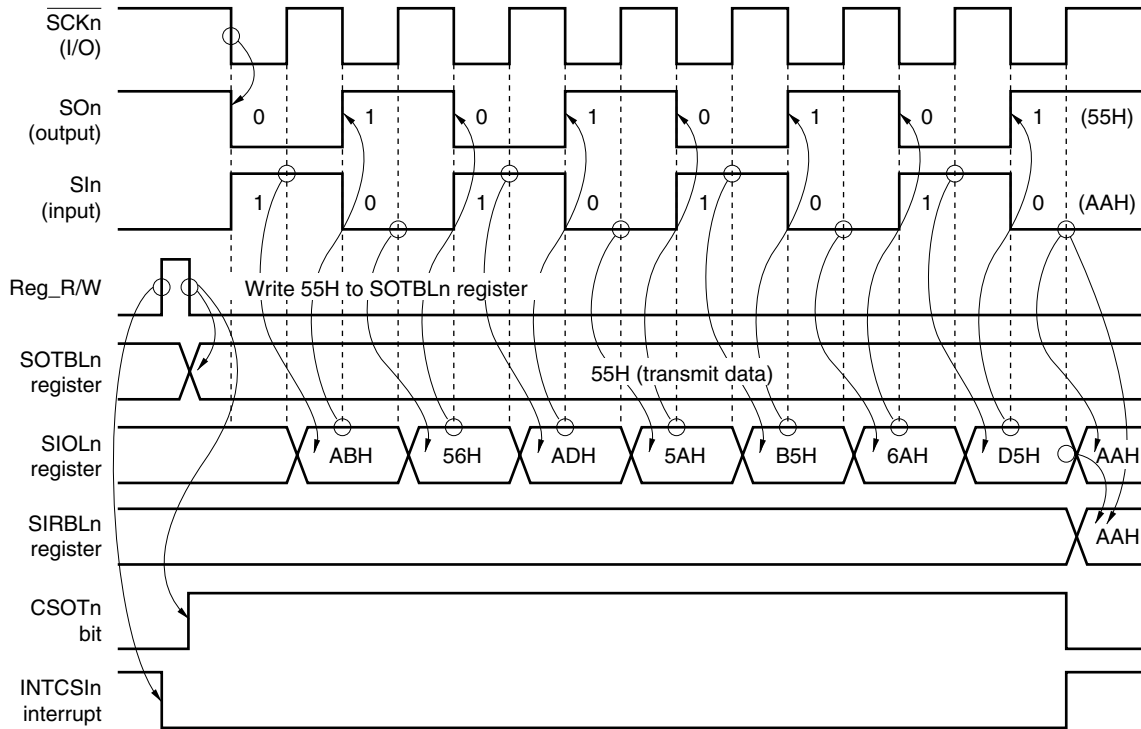 SCKn
(I/O)
SOn
(output)
0 1 0 1 0 1 0 1 (55H)
SIn
(input)
1 0 1 0 1 0 1 0 (AAH)
Reg_R/W
Write 55H to SOTBLn register
SOTBLn
register
55H (transmit data)
SIOLn
register
ABH 56H ADH 5AH B5H 6AH D5H AAH
SIRBLn
register
AAH
CSOTn
bit
INTCSIn
interrupt